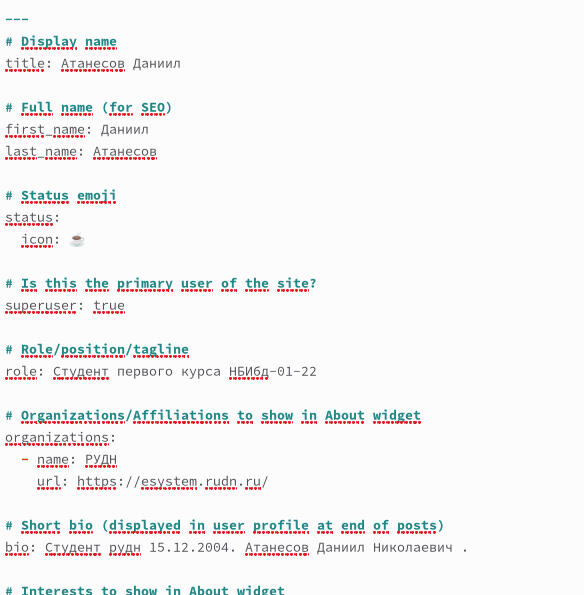 ---
# Display name
title: Атанесов Даниил
# Full name (for SEO)
first_name: Даниил
last_name: Атанесов
# Status emoji
status:
icon: ☕
# Is this the primary user of the site?
superuser: true
# Role/position/tagline
role: Студент первого курса НБИбд-01-22
# Organizations/Affiliations to show in About widget
organizations:
- name: РУДН
url: https://esystem.rudn.ru/
# Short bio (displayed in user profile at end of posts)
bio: Студент рудн 15.12.2004. Атанесов Даниил Николаевич .
# Interests to show in About widget